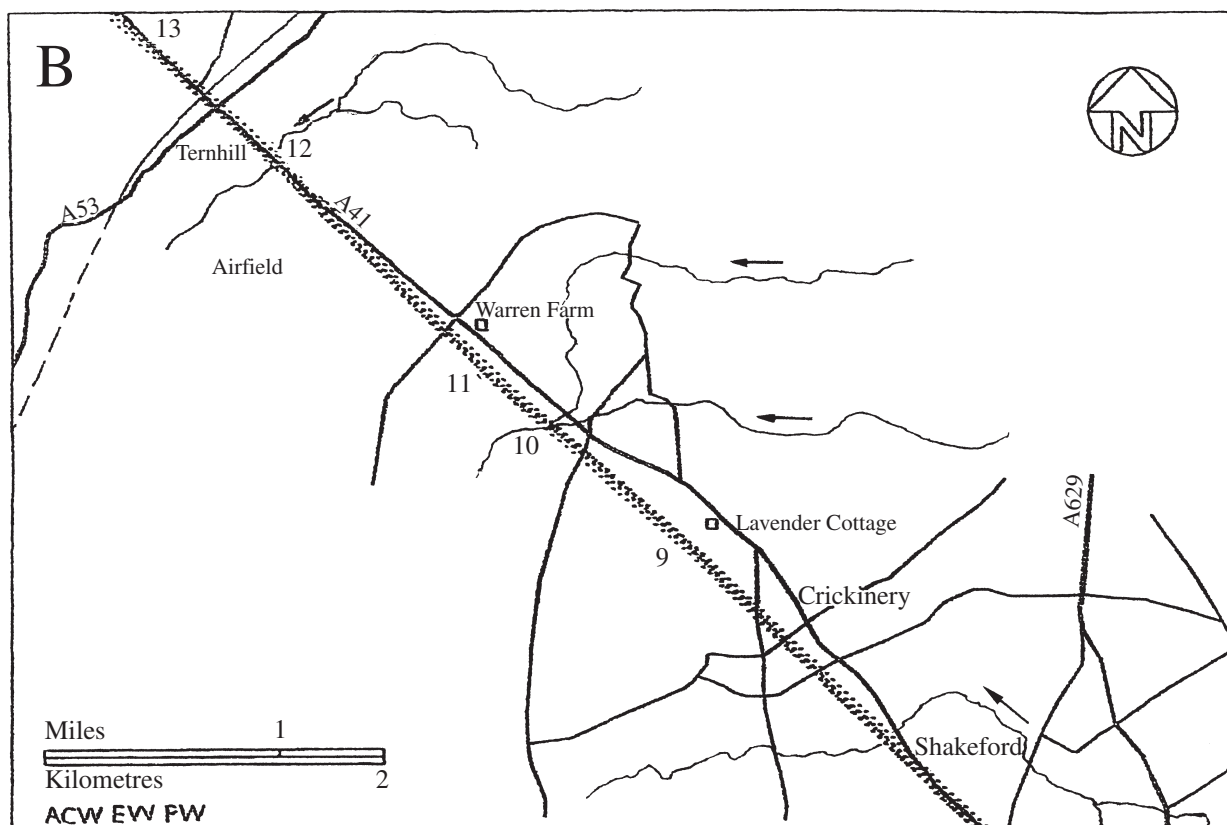 13
B
N
Ternhill
12
A53
A41
Airfield
Warren Farm
11
10
A629
Lavender Cottage
9
Crickinery
Miles 1
Shakeford
Kilometres 2
ACW EW FW